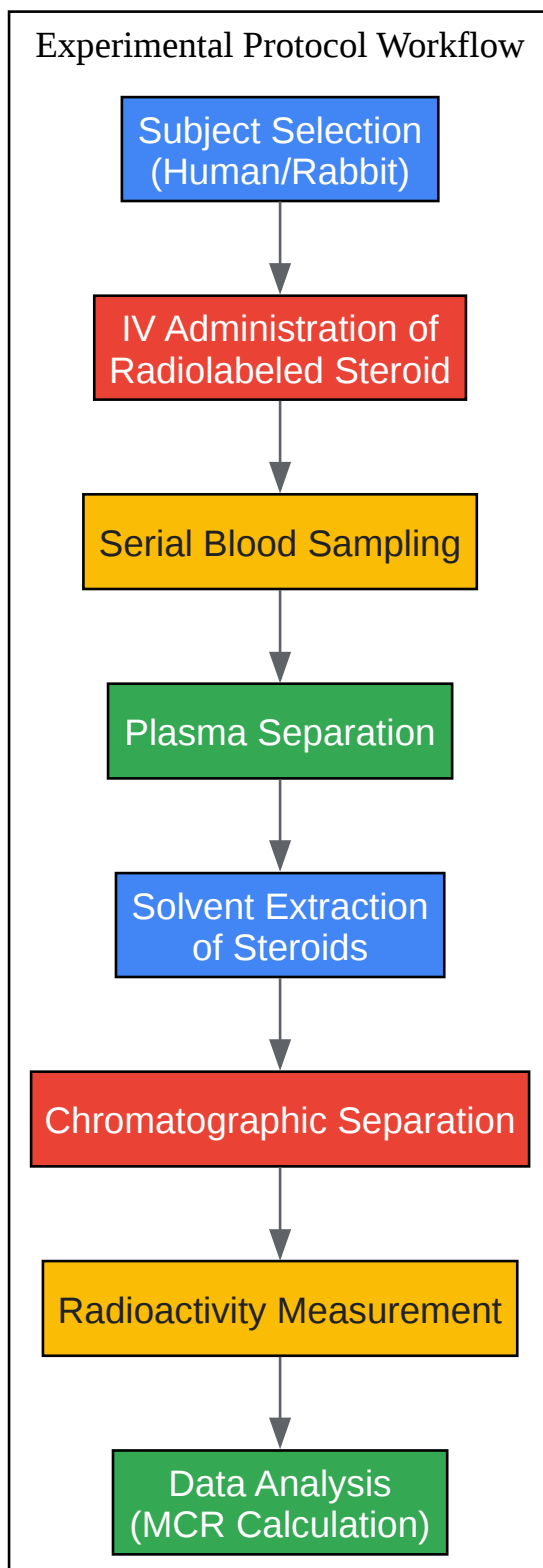 Experimental Protocol Workflow
Subject Selection
(Human/Rabbit)
IV Administration of
Radiolabeled Steroid
Serial Blood Sampling
Plasma Separation
Solvent Extraction
of Steroids
Chromatographic Separation
Radioactivity Measurement
Data Analysis
(MCR Calculation)